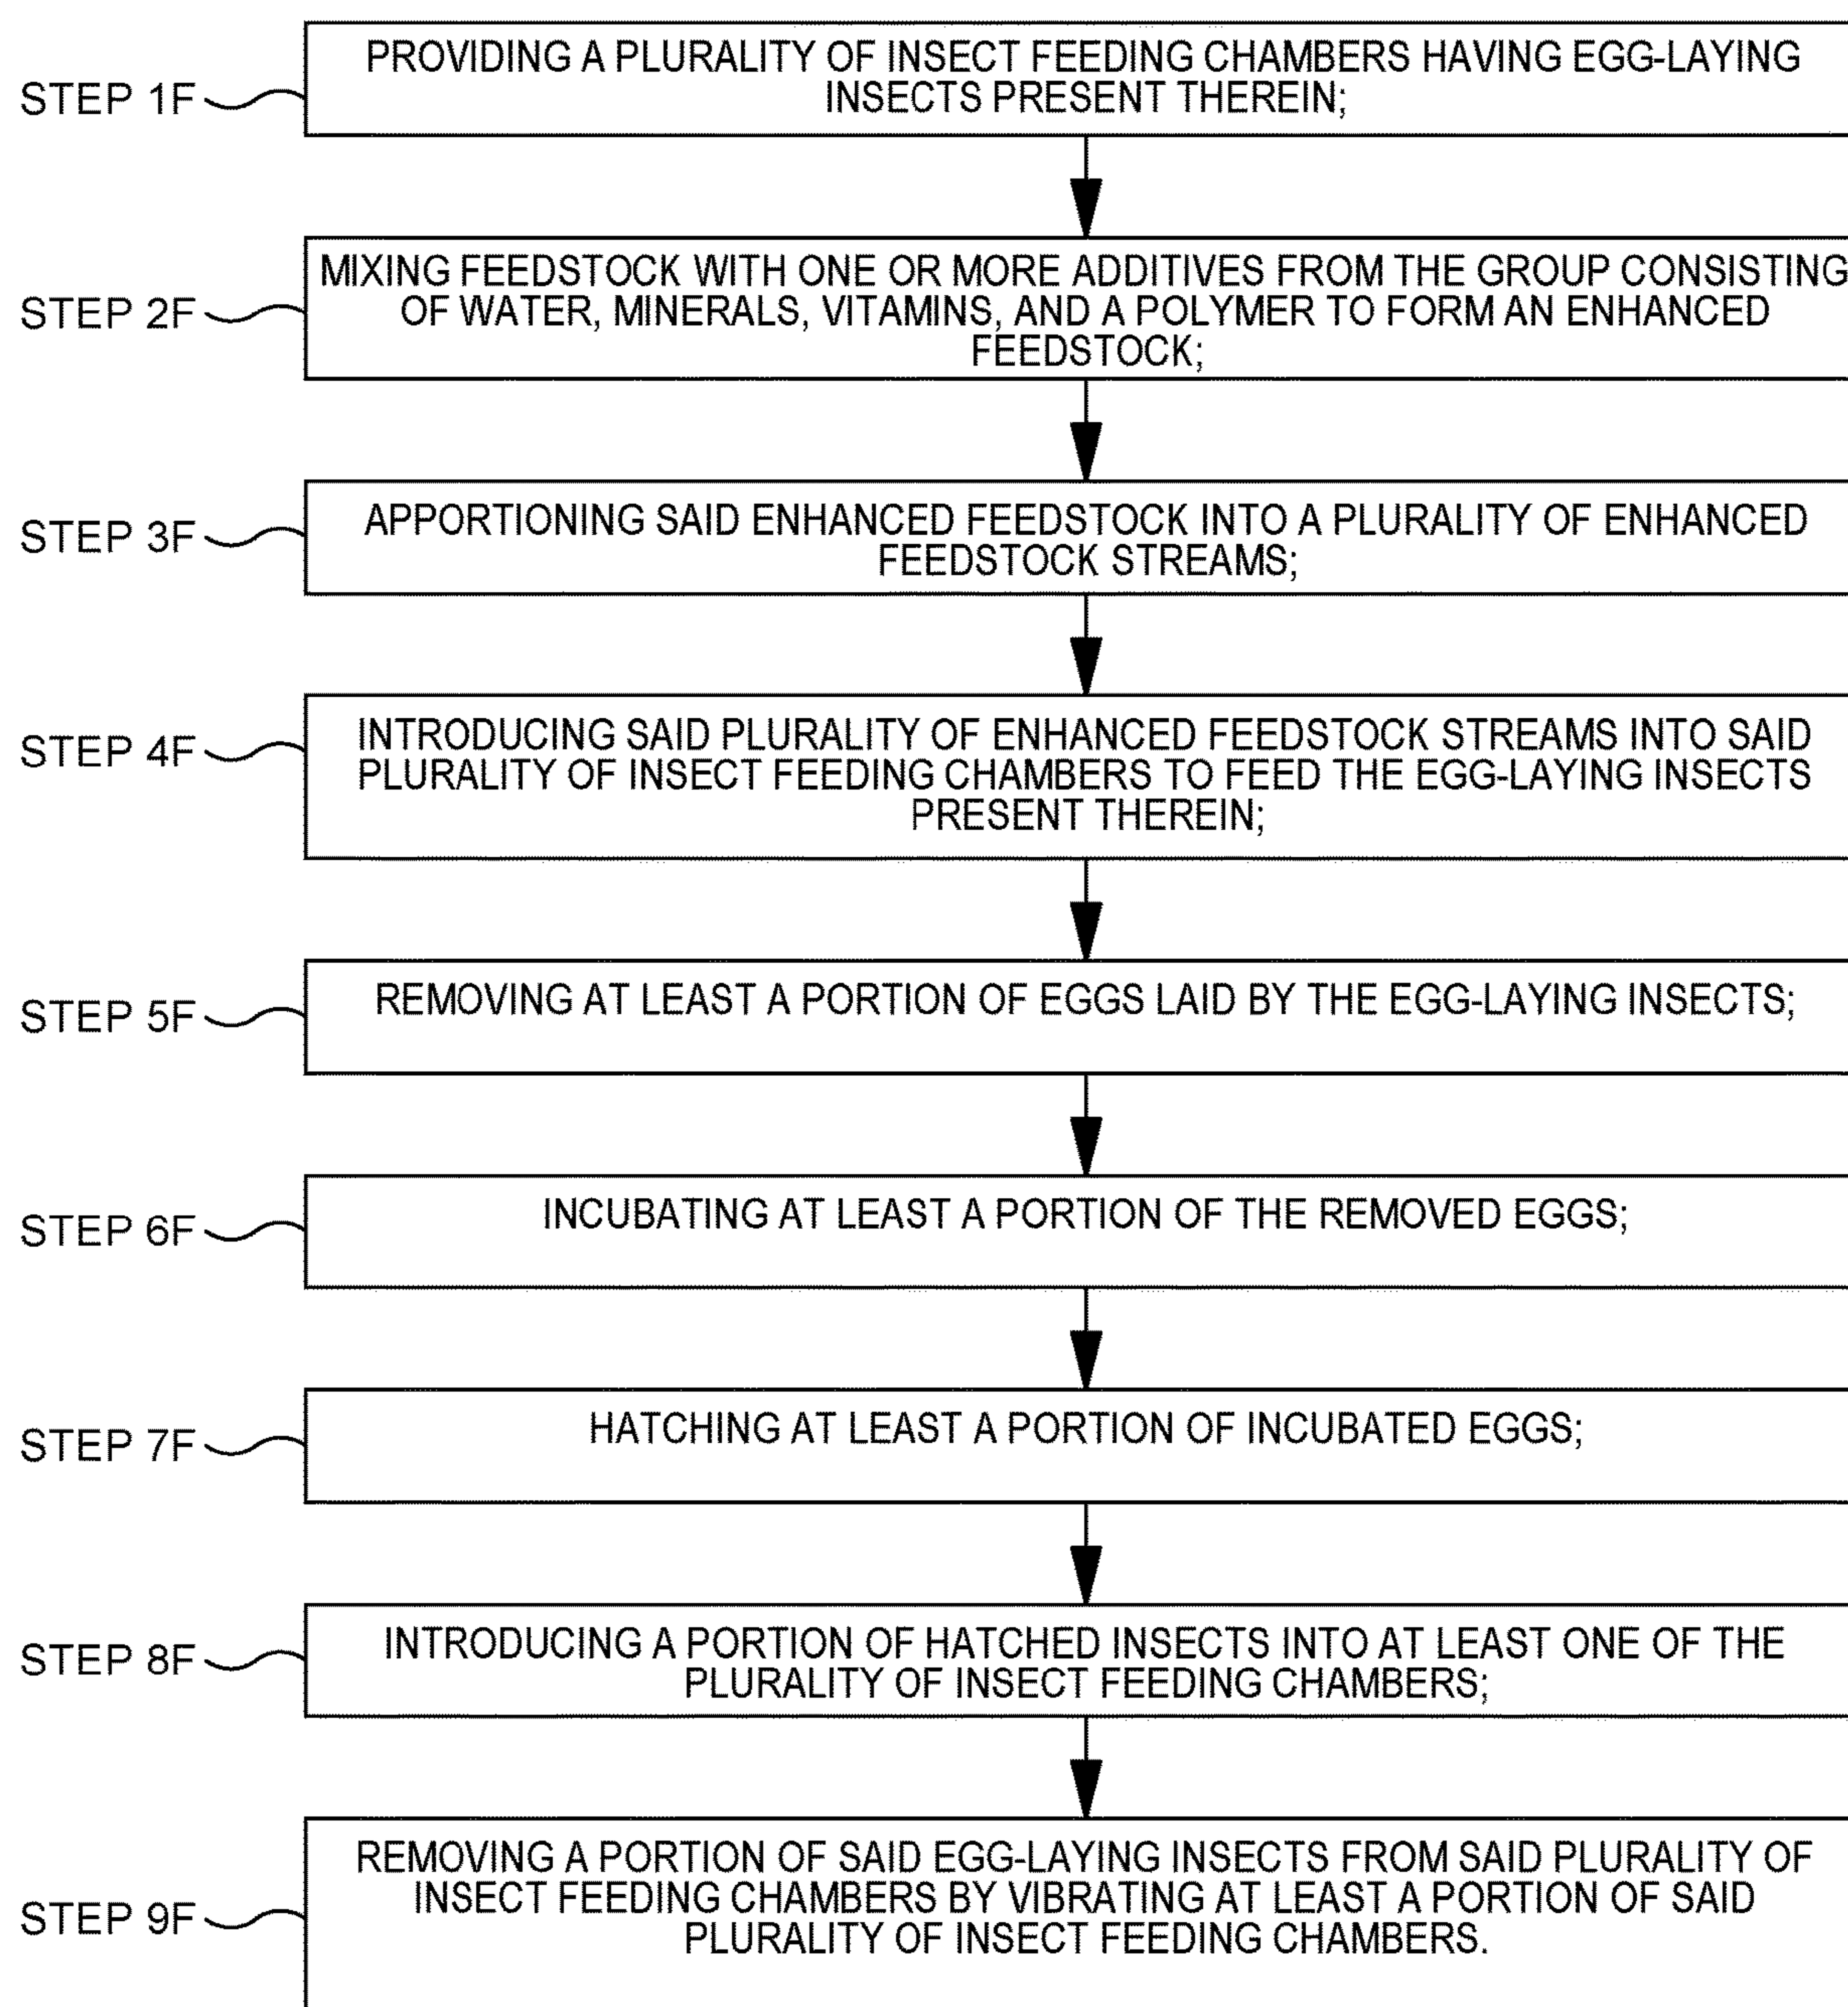 STEP 1F
PROVIDING A PLURALITY OF INSECT FEEDING CHAMBERS HAVING EGG-LAYING
INSECTS PRESENT THEREIN;
STEP 2F
MIXING FEEDSTOCK WITH ONE OR MORE ADDITIVES FROM THE GROUP CONSISTING
OF WATER, MINERALS, VITAMINS, AND A POLYMER TO FORM AN ENHANCED
FEEDSTOCK;
STEP 3F
APPORTIONING SAID ENHANCED FEEDSTOCK INTO A PLURALITY OF ENHANCED
FEEDSTOCK STREAMS;
STEP 4F
INTRODUCING SAID PLURALITY OF ENHANCED FEEDSTOCK STREAMS INTO SAID
PLURALITY OF INSECT FEEDING CHAMBERS TO FEED THE EGG-LAYING INSECTS
PRESENT THEREIN;
STEP 5F
REMOVING AT LEAST A PORTION OF EGGS LAID BY THE EGG-LAYING INSECTS;
STEP 6F
INCUBATING AT LEAST A PORTION OF THE REMOVED EGGS;
STEP 7F
HATCHING AT LEAST A PORTION OF INCUBATED EGGS;
STEP 8F
INTRODUCING A PORTION OF HATCHED INSECTS INTO AT LEAST ONE OF THE
PLURALITY OF INSECT FEEDING CHAMBERS;
STEP 9F
REMOVING A PORTION OF SAID EGG-LAYING INSECTS FROM SAID PLURALITY OF
INSECT FEEDING CHAMBERS BY VIBRATING AT LEAST A PORTION OF SAID
PLURALITY OF INSECT FEEDING CHAMBERS.